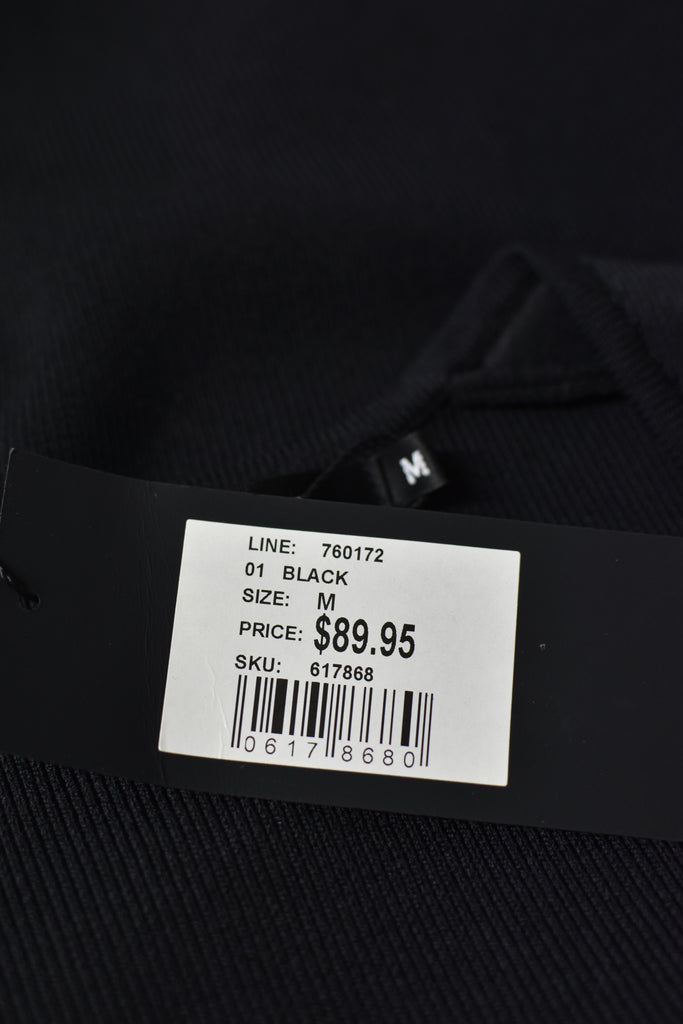 M
LINE: 760172
01 BLACK
SIZE: M
PRICE: $89.95
SKU: 617868
0617 8680